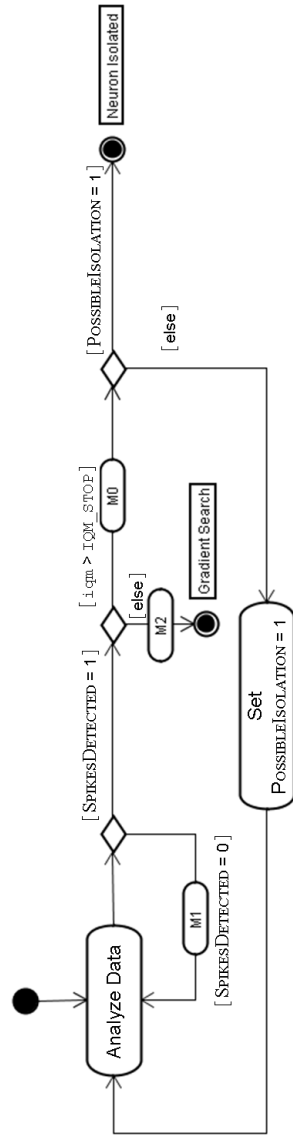 Analyze Data
M1
[ SPIKESDETECTED = 0]
[ SPIKESDETECTED = 1]
[iqm > IQM_STOP]
[else]
M2
Gradient Search
M0
[POSSIBLEISOLATION = 1]
[else]
Neuron Isolated
Set
POSSIBLEISOLATION = 1